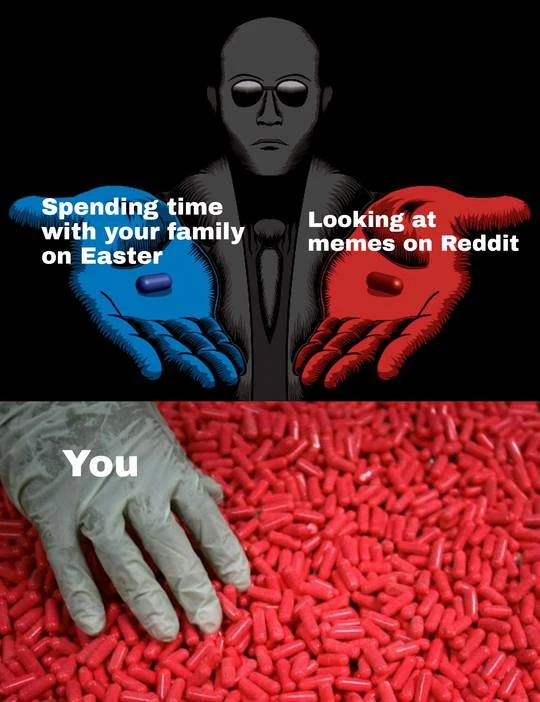 Spending time
with your family
on Easter
Looking at
memes on Reddit
You